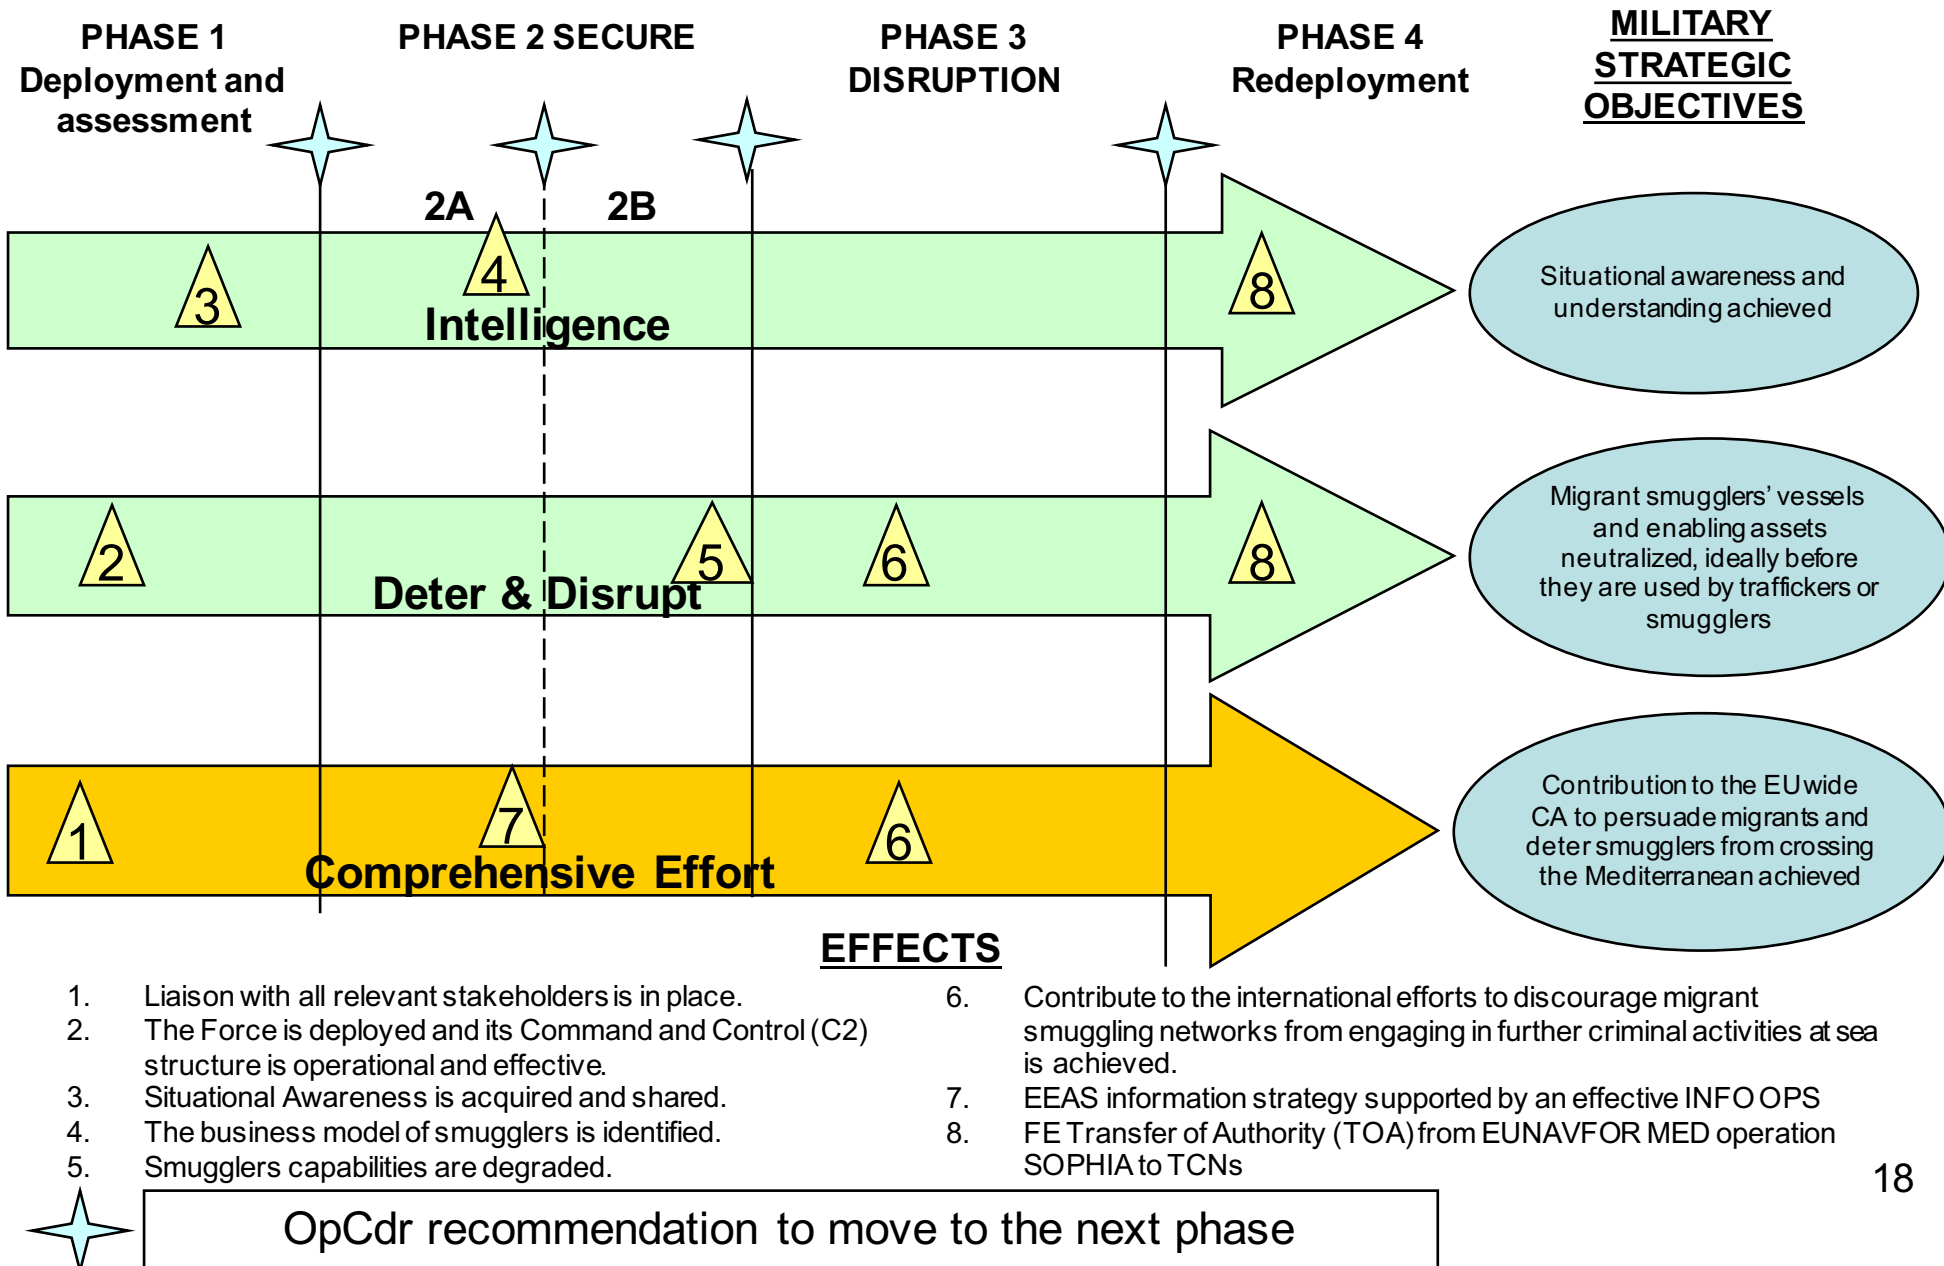 PHASE 1
Deployment and
assessment
PHASE 2 SECURE
PHASE 3
DISRUPTION
PHASE 4
Redeployment
MILITARY
STRATEGIC
OBJECTIVES
2A
2B
3
4
8
Intelligence
Situational awareness and
understanding achieved
2
5
6
8
Deter & Disrupt
Migrant smugglers’ vessels
and enabling assets
neutralized, ideally before
they are used by traffickers or
smugglers
1
7
6
Comprehensive Effort
Contribution to the EU wide
CA to persuade migrants and
deter smugglers from crossing
the Mediterranean achieved
EFFECTS
1. Liaison with all relevant stakeholders is in place.
2. The Force is deployed and its Command and Control (C2)
structure is operational and effective.
3. Situational Awareness is acquired and shared.
4. The business model of smugglers is identified.
5. Smugglers capabilities are degraded.
6. Contribute to the international efforts to discourage migrant
smuggling networks from engaging in further criminal activities at sea
is achieved.
7. EEAS information strategy supported by an effective INFO OPS
8. FE Transfer of Authority (TOA) from EUNAVFOR MED operation
SOPHIA to TCNs
18
OpCdr recommendation to move to the next phase